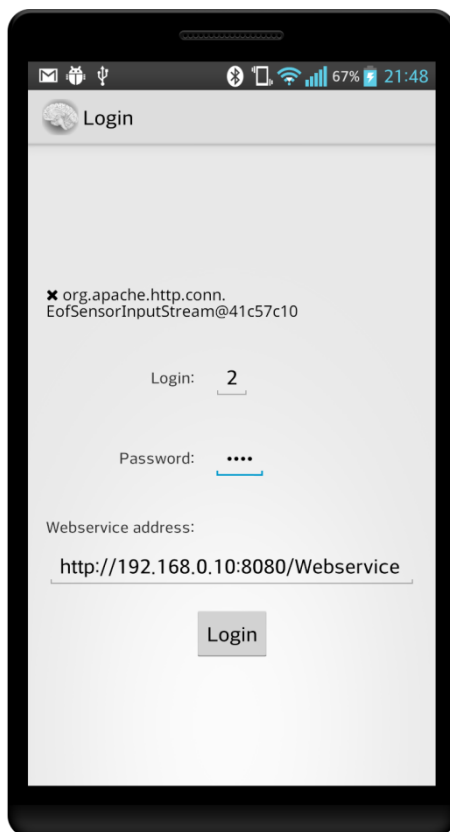 67% 21:48
Login
✖ org.apache.http.conn.
EofSensorInputStream@41c57c10
Login: 2
Password: ••••
Webservice address:
http://192.168.0.10:8080/Webservice
Login